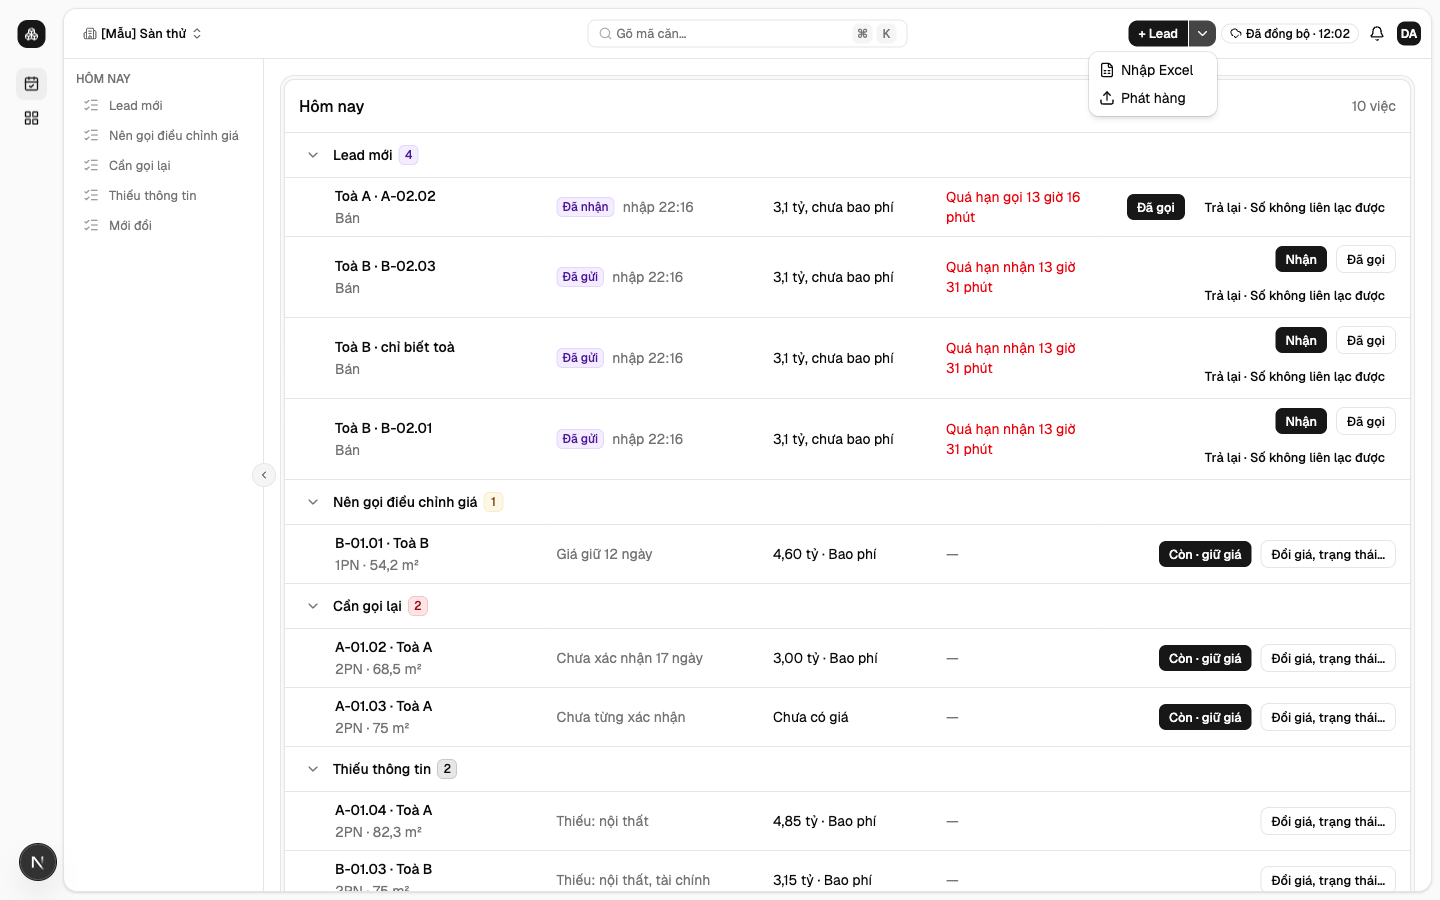 [Mẫu] Sàn thử
Gõ mã căn...
⌘ K
+ Lead
Đã đồng bộ · 12:02
DA
Nhập Excel
Phát hàng
HÔM NAY
Lead mới
Nên gọi điều chỉnh giá
Cần gọi lại
Thiếu thông tin
Mới đổi
Hôm nay
10 việc
Lead mới 4
Toà A · A-02.02
Bán
Đã nhận nhập 22:16
3,1 tỷ, chưa bao phí
Quá hạn gọi 13 giờ 16
phút
Đã gọi
Trả lại · Số không liên lạc được
Toà B · B-02.03
Bán
Đã gửi nhập 22:16
3,1 tỷ, chưa bao phí
Quá hạn nhận 13 giờ
31 phút
Nhận Đã gọi
Trả lại · Số không liên lạc được
Toà B · chỉ biết toà
Bán
Đã gửi nhập 22:16
3,1 tỷ, chưa bao phí
Quá hạn nhận 13 giờ
31 phút
Nhận Đã gọi
Trả lại · Số không liên lạc được
Toà B · B-02.01
Bán
Đã gửi nhập 22:16
3,1 tỷ, chưa bao phí
Quá hạn nhận 13 giờ
31 phút
Nhận Đã gọi
Trả lại · Số không liên lạc được
Nên gọi điều chỉnh giá 1
B-01.01 · Toà B
1PN · 54,2 m²
Giá giữ 12 ngày
4,60 tỷ · Bao phí
—
Còn · giữ giá
Đổi giá, trạng thái...
Cần gọi lại 2
A-01.02 · Toà A
2PN · 68,5 m²
Chưa xác nhận 17 ngày
3,00 tỷ · Bao phí
—
Còn · giữ giá
Đổi giá, trạng thái...
A-01.03 · Toà A
2PN · 75 m²
Chưa từng xác nhận
Chưa có giá
—
Còn · giữ giá
Đổi giá, trạng thái...
Thiếu thông tin 2
A-01.04 · Toà A
2PN · 82,3 m²
Thiếu: nội thất
4,85 tỷ · Bao phí
—
Đổi giá, trạng thái...
B-01.03 · Toà B
2PN · 75 m²
Thiếu: nội thất, tài chính
3,15 tỷ · Bao phí
—
Đổi giá, trạng thái...
N